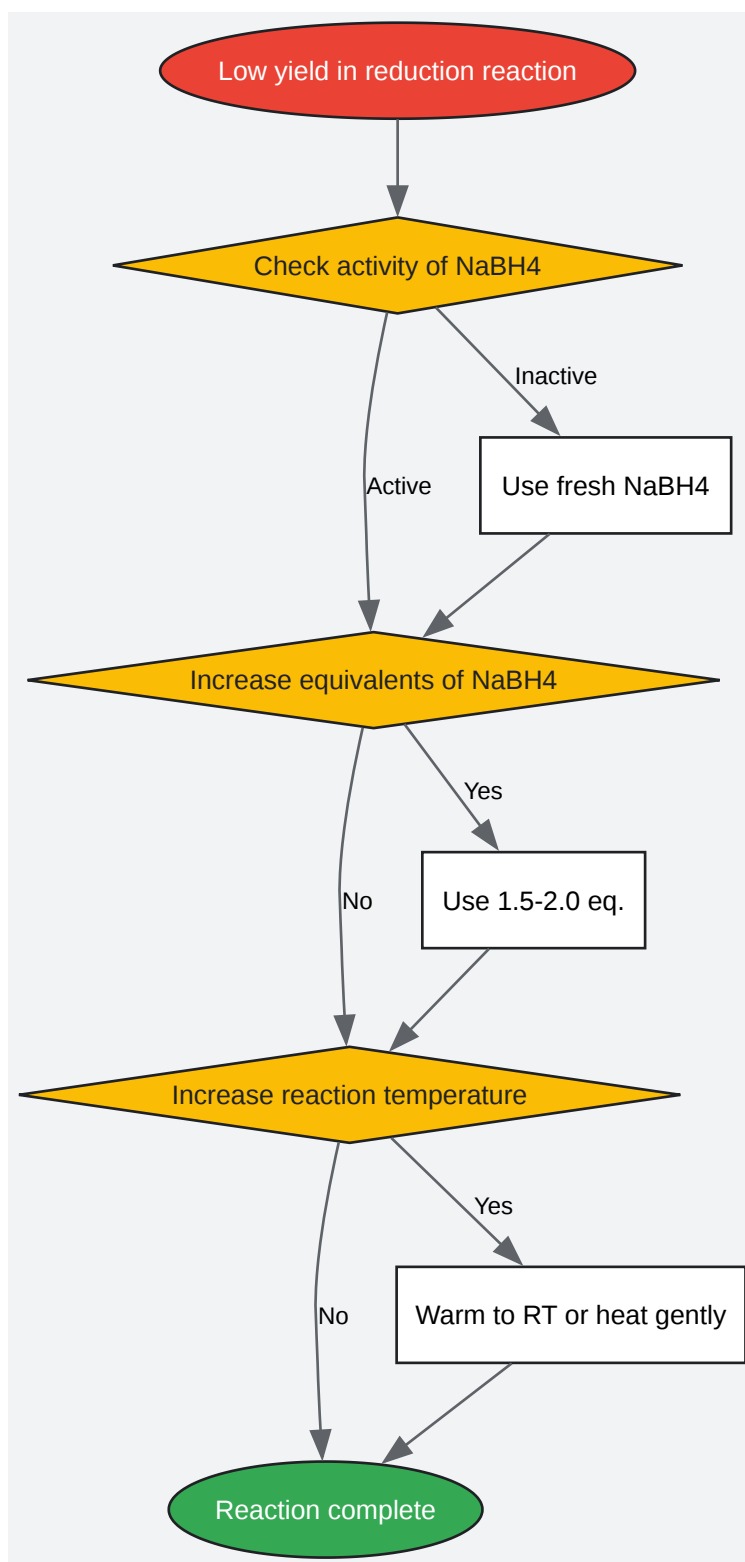 Low yield in reduction reaction
Check activity of NaBH4
Inactive
Active
Use fresh NaBH4
Increase equivalents of NaBH4
Yes
No
Use 1.5-2.0 eq.
Increase reaction temperature
Yes
No
Warm to RT or heat gently
Reaction complete